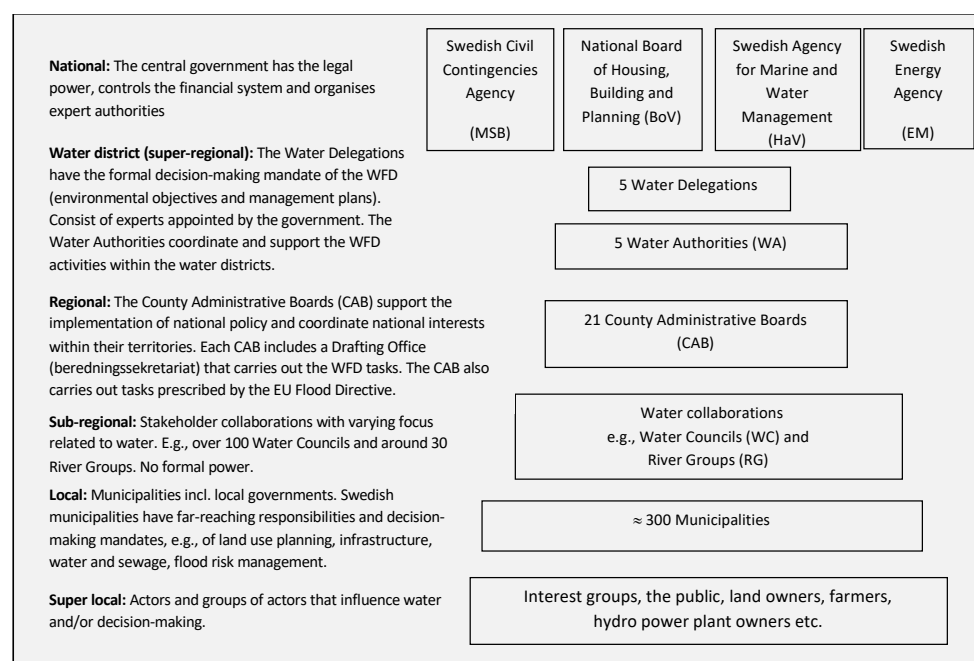 National: The central government has the legal
power, controls the financial system and organises
expert authorities
Swedish Civil
Contingencies
Agency
(MSB)
National Board
of Housing,
Building and
Planning (BoV)
Swedish Agency
for Marine and
Water
Management
(HaV)
Swedish
Energy
Agency
(EM)
Water district (super-regional): The Water Delegations
have the formal decision-making mandate of the WFD
(environmental objectives and management plans).
Consist of experts appointed by the government. The
Water Authorities coordinate and support the WFD
activities within the water districts.
5 Water Delegations
5 Water Authorities (WA)
Regional: The County Administrative Boards (CAB) support the
implementation of national policy and coordinate national interests
within their territories. Each CAB includes a Drafting Office
(beredningssekretariat) that carries out the WFD tasks. The CAB also
carries out tasks prescribed by the EU Flood Directive.
21 County Administrative Boards
(CAB)
Sub-regional: Stakeholder collaborations with varying focus
related to water. E.g., over 100 Water Councils and around 30
River Groups. No formal power.
Water collaborations
e.g., Water Councils (WC) and
River Groups (RG)
Local: Municipalities incl. local governments. Swedish
municipalities have far-reaching responsibilities and decision-
making mandates, e.g., of land use planning, infrastructure,
water and sewage, flood risk management.
≈ 300 Municipalities
Super local: Actors and groups of actors that influence water
and/or decision-making.
Interest groups, the public, land owners, farmers,
hydro power plant owners etc.